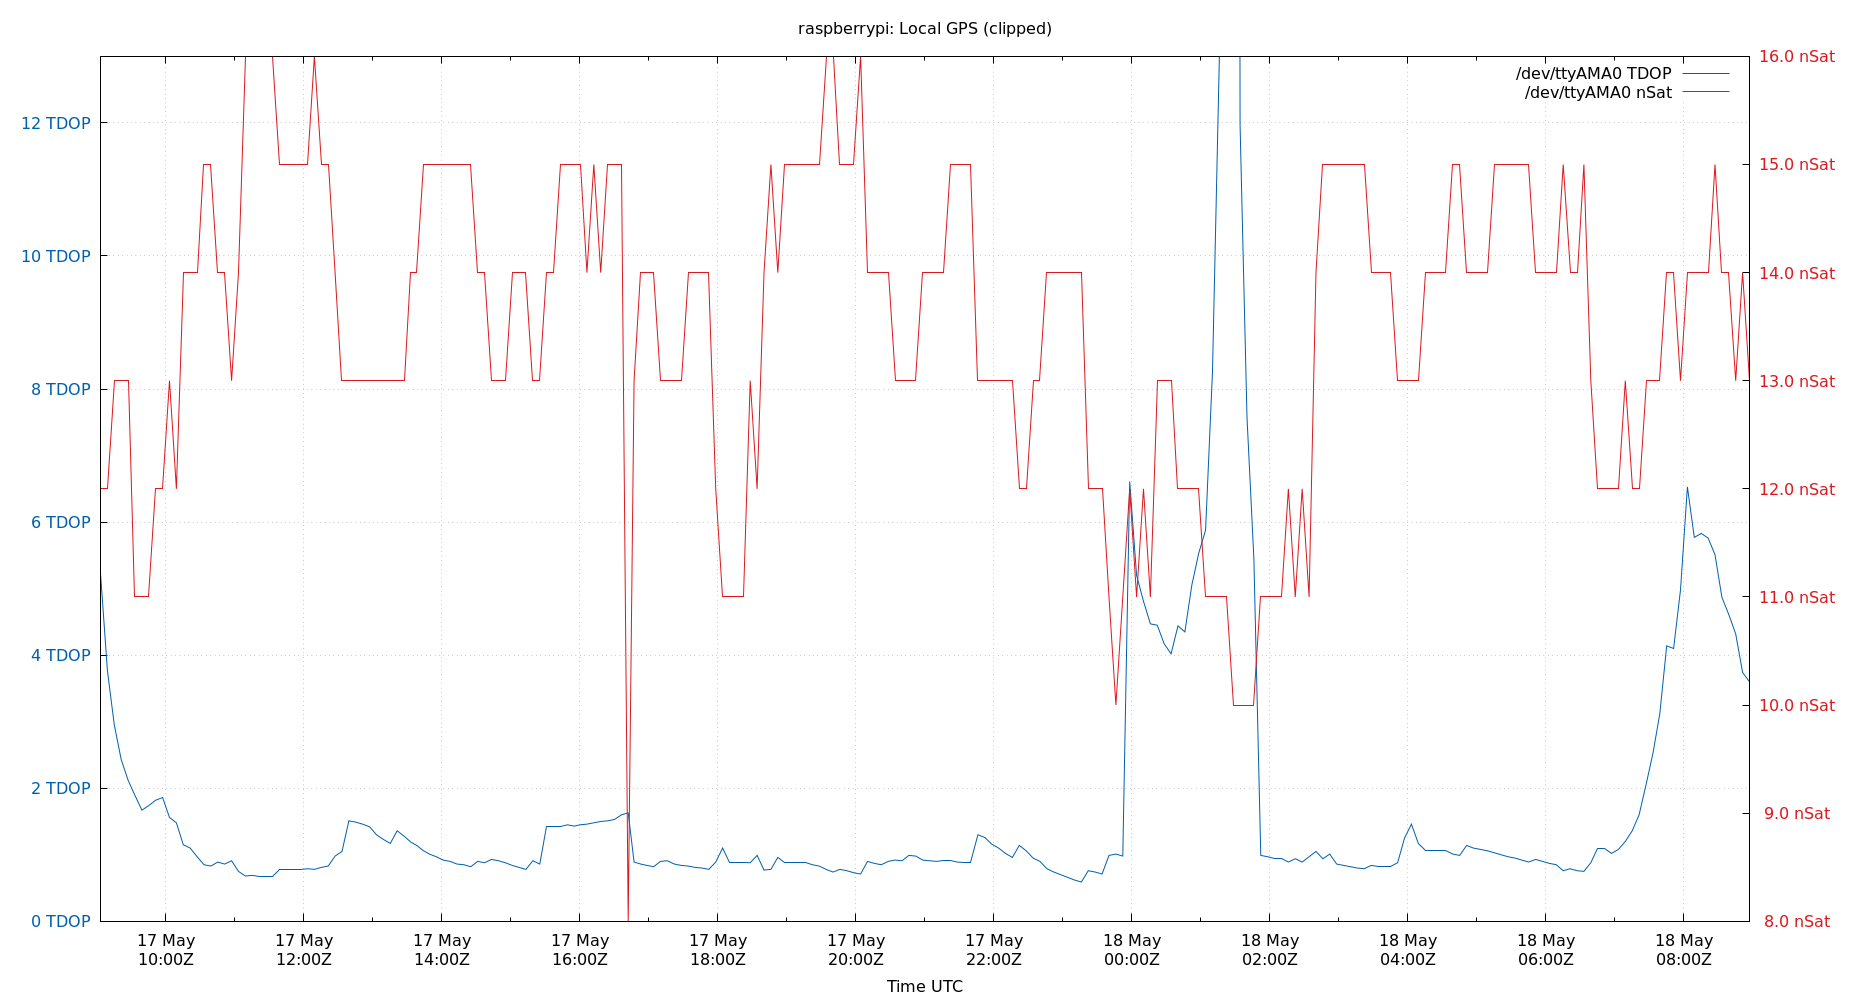 raspberrypi: Local GPS (clipped)
/dev/ttyAMA0 TDOP
/dev/ttyAMA0 nSat
12 TDOP
10 TDOP
8 TDOP
6 TDOP
4 TDOP
2 TDOP
0 TDOP
16.0 nSat
15.0 nSat
14.0 nSat
13.0 nSat
12.0 nSat
11.0 nSat
10.0 nSat
9.0 nSat
8.0 nSat
17 May
10:00Z
17 May
12:00Z
17 May
14:00Z
17 May
16:00Z
17 May
18:00Z
17 May
20:00Z
17 May
22:00Z
18 May
00:00Z
18 May
02:00Z
18 May
04:00Z
18 May
06:00Z
18 May
08:00Z
Time UTC